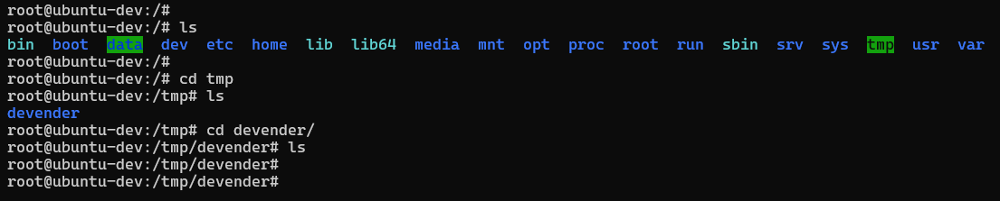 root@ubuntu-dev:/#
root@ubuntu-dev:/# ls
bin boot data dev etc home lib lib64 media mnt opt proc root run sbin srv sys tmp usr var
root@ubuntu-dev:/#
root@ubuntu-dev:/# cd tmp
root@ubuntu-dev:/tmp# ls
devender
root@ubuntu-dev:/tmp# cd devender/
root@ubuntu-dev:/tmp/devender# ls
root@ubuntu-dev:/tmp/devender#
root@ubuntu-dev:/tmp/devender#